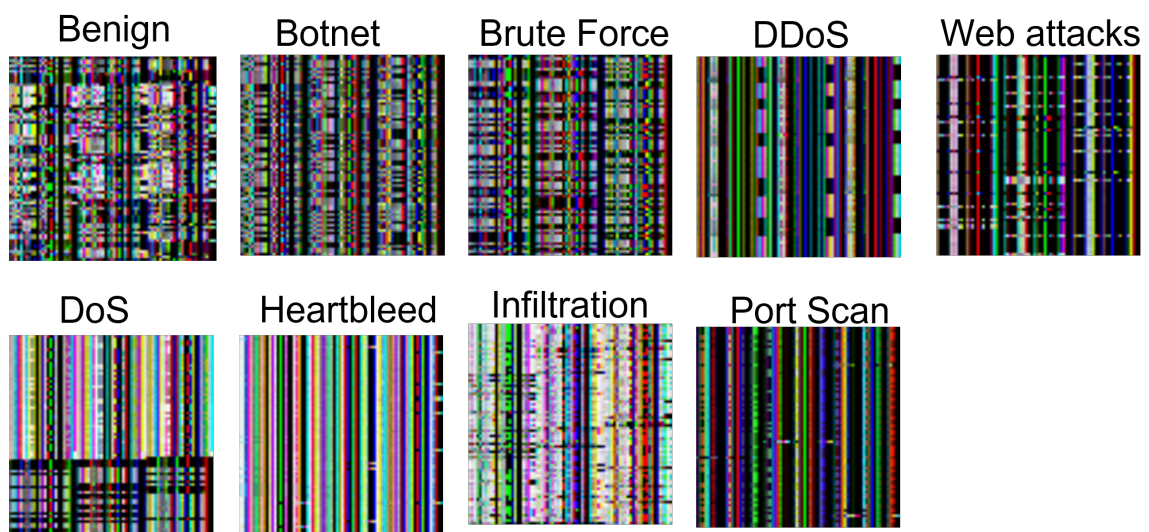 Benign
Botnet
Brute Force
DDoS
Web attacks
DoS
Heartbleed
Infiltration
Port Scan